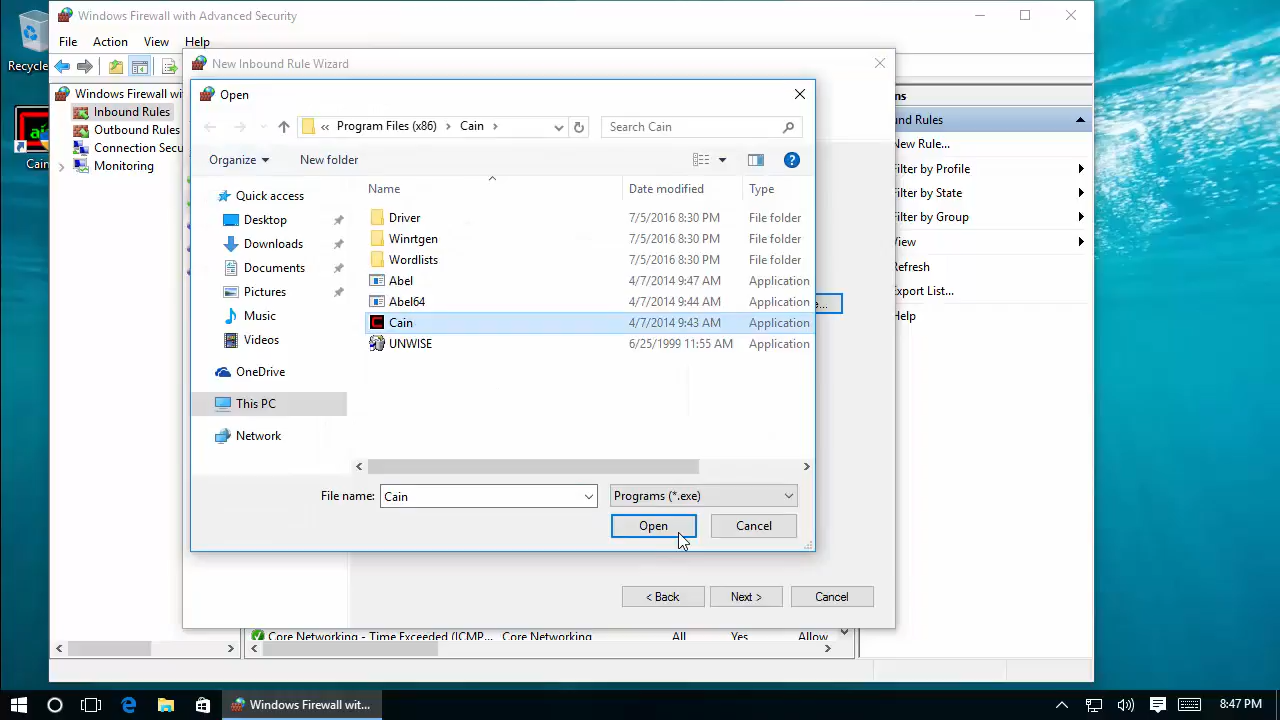 Windows Firewall with Advanced Security
File Action View Help
Recycle
Cain
Windows Firewall wi
Inbound Rules
Outbound Rules
Connection Secu
Monitoring
New Inbound Rule Wizard
Open
« Program Files (x86) > Cain >
Search Cain
Organize New folder
Quick access
Desktop
Downloads
Documents
Pictures
Music
Videos
OneDrive
This PC
Network
Name Date modified Type
Driver 7/5/2016 8:30 PM File folder
Winrtgen 7/5/2016 8:30 PM File folder
Wordlists 7/5/2016 8:30 PM File folder
Abel 4/7/2014 9:47 AM Application
Abel64 4/7/2014 9:44 AM Application
Cain 4/7/2014 9:43 AM Application
UNWISE 6/25/1999 11:55 AM Application
File name: Cain Programs (*.exe)
Open Cancel
e...
< Back Next > Cancel
Core Networking - Time Exceeded (ICMP... Core Networking All Yes Allow
ns
und Rules
New Rule...
Filter by Profile
Filter by State
Filter by Group
View
Refresh
Export List...
Help
Windows Firewall wit...
8:47 PM